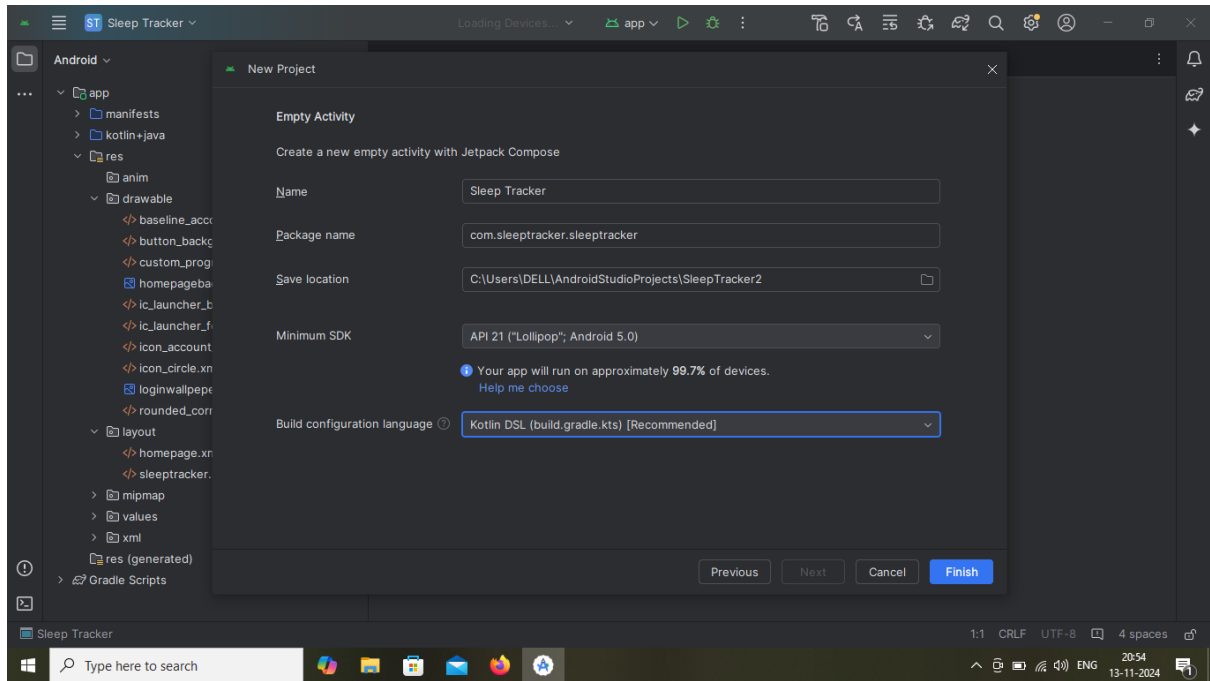 ST Sleep Tracker
Loading Devices...
app
Android
app
manifests
kotlin+java
res
anim
drawable
baseline_acco
button_backg
custom_prog
homepageba
ic_launcher_b
ic_launcher_f
icon_account
icon_circle.xn
loginwallpepe
rounded_corr
layout
homepage.xn
sleeptracker.
mipmap
values
xml
res (generated)
Gradle Scripts
New Project
Empty Activity
Create a new empty activity with Jetpack Compose
Name
Sleep Tracker
Package name
com.sleeptracker.sleeptracker
Save location
C:\Users\DELL\AndroidStudioProjects\SleepTracker2
Minimum SDK
API 21 ("Lollipop"; Android 5.0)
Your app will run on approximately 99.7% of devices.
Help me choose
Build configuration language
Kotlin DSL (build.gradle.kts) [Recommended]
Previous
Next
Cancel
Finish
Sleep Tracker
1:1 CRLF UTF-8 4 spaces
Type here to search
ENG
20:54
13-11-2024
1